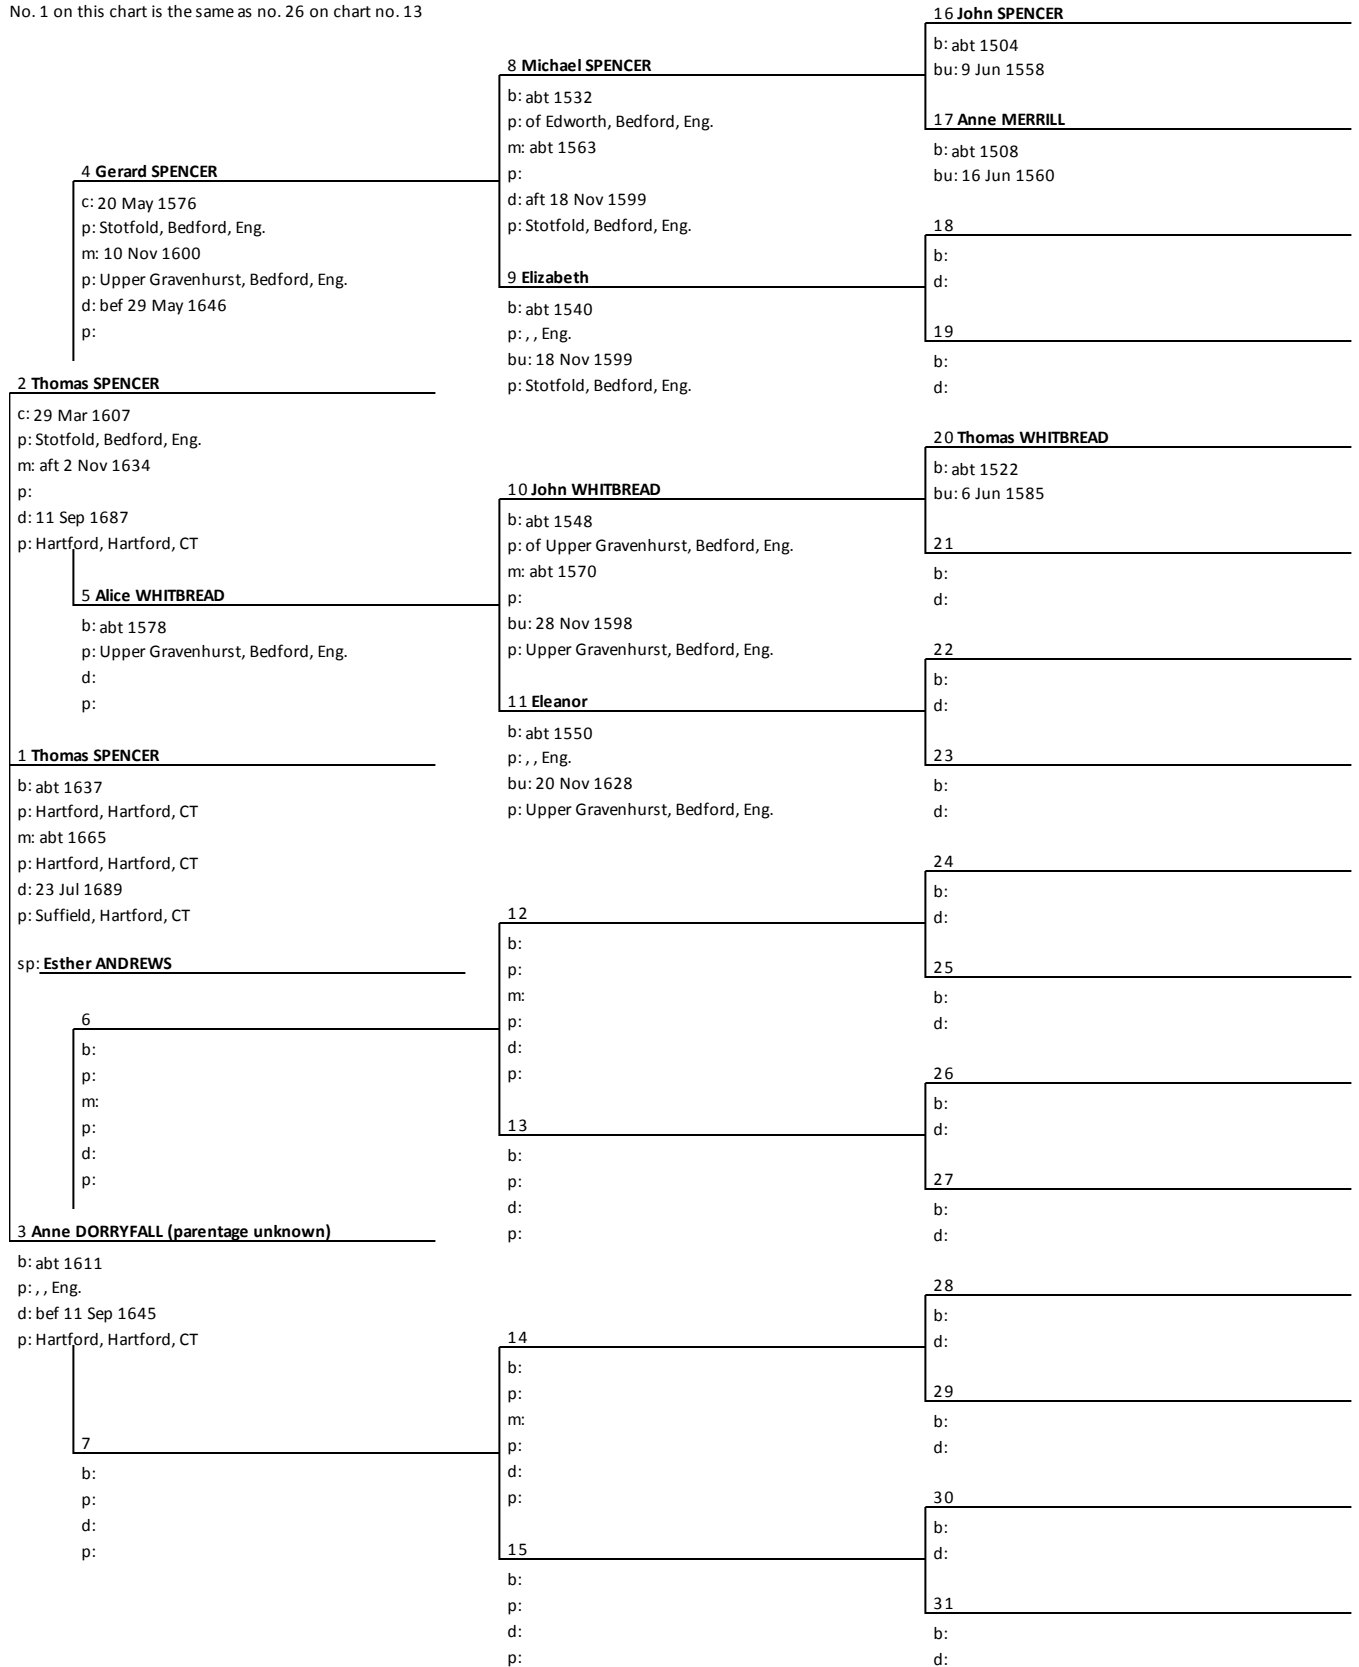 No. 1 on this chart is the same as no. 26 on chart no. 13
16 John SPENCER
b: abt 1504
bu: 9 Jun 1558
8 Michael SPENCER
b: abt 1532
p: of Edworth, Bedford, Eng.
m: abt 1563
p:
d: aft 18 Nov 1599
p: Stotfold, Bedford, Eng.
17 Anne MERRILL
b: abt 1508
bu: 16 Jun 1560
4 Gerard SPENCER
c: 20 May 1576
p: Stotfold, Bedford, Eng.
m: 10 Nov 1600
p: Upper Gravenhurst, Bedford, Eng.
d: bef 29 May 1646
p:
18
b:
d:
9 Elizabeth
b: abt 1540
p: , , Eng.
bu: 18 Nov 1599
p: Stotfold, Bedford, Eng.
19
b:
d:
2 Thomas SPENCER
c: 29 Mar 1607
p: Stotfold, Bedford, Eng.
m: aft 2 Nov 1634
p:
d: 11 Sep 1687
p: Hartford, Hartford, CT
20 Thomas WHITBREAD
b: abt 1522
bu: 6 Jun 1585
10 John WHITBREAD
b: abt 1548
p: of Upper Gravenhurst, Bedford, Eng.
m: abt 1570
p:
bu: 28 Nov 1598
p: Upper Gravenhurst, Bedford, Eng.
21
b:
d:
5 Alice WHITBREAD
b: abt 1578
p: Upper Gravenhurst, Bedford, Eng.
d:
p:
22
b:
d:
11 Eleanor
b: abt 1550
p: , , Eng.
bu: 20 Nov 1628
p: Upper Gravenhurst, Bedford, Eng.
23
b:
d:
1 Thomas SPENCER
b: abt 1637
p: Hartford, Hartford, CT
m: abt 1665
p: Hartford, Hartford, CT
d: 23 Jul 1689
p: Suffield, Hartford, CT
sp: Esther ANDREWS
24
b:
d:
12
b:
p:
m:
p:
d:
p:
25
b:
d:
6
b:
p:
m:
p:
d:
p:
26
b:
d:
13
b:
p:
d:
p:
27
b:
d:
3 Anne DORRYFALL (parentage unknown)
b: abt 1611
p: , , Eng.
d: bef 11 Sep 1645
p: Hartford, Hartford, CT
28
b:
d:
14
b:
p:
m:
p:
d:
p:
29
b:
d:
7
b:
p:
d:
p:
30
b:
d:
15
b:
p:
d:
p:
31
b:
d: